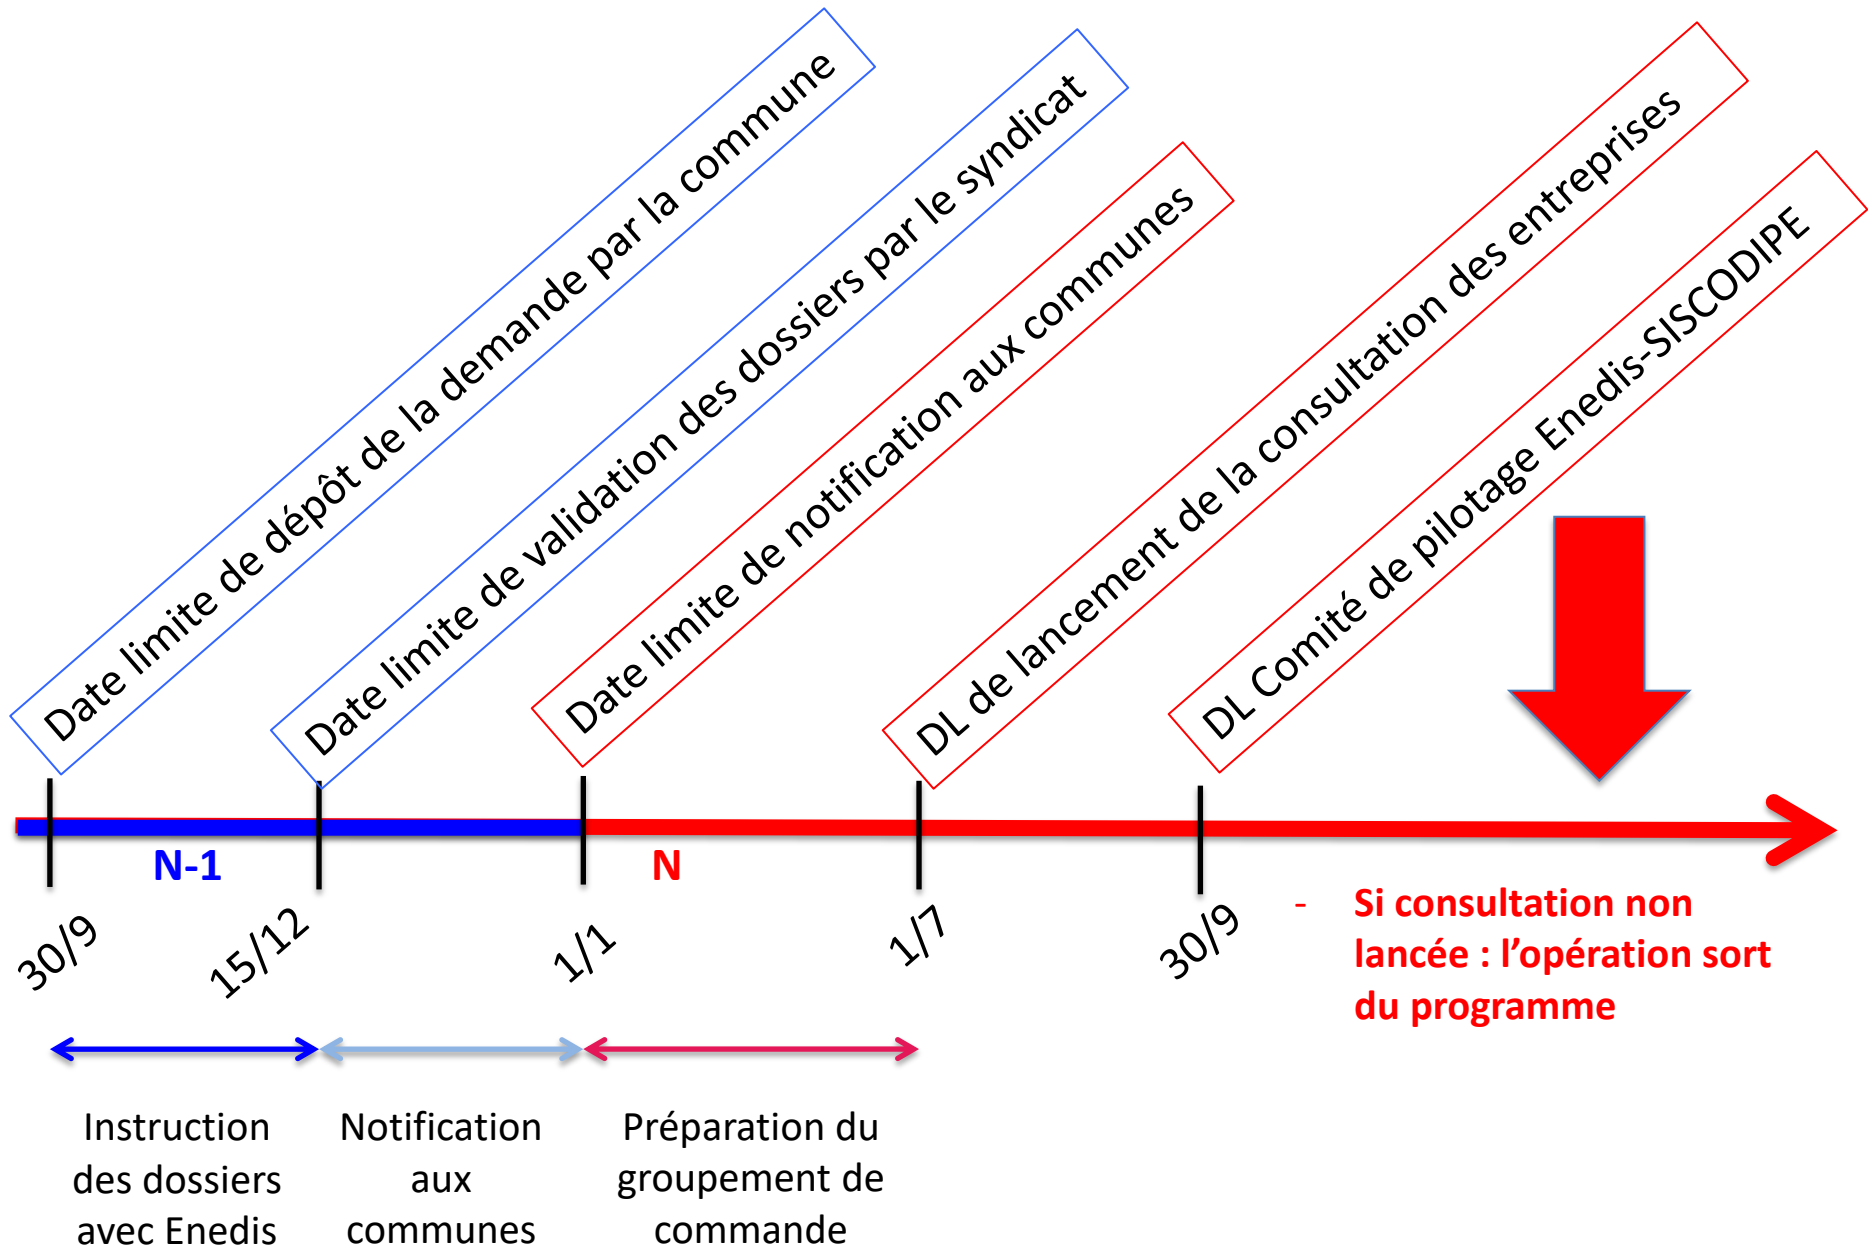 Date limite de dépôt de la demande par la commune
Date limite de validation des dossiers par le syndicat
Date limite de notification aux communes
DL de lancement de la consultation des entreprises
DL Comité de pilotage Enedis-SISCODIPE
N-1
N
30/9
15/12
1/1
1/7
30/9
- Si consultation non
lancée : l’opération sort
du programme
Instruction
des dossiers
avec Enedis
Notification
aux
communes
Préparation du
groupement de
commande